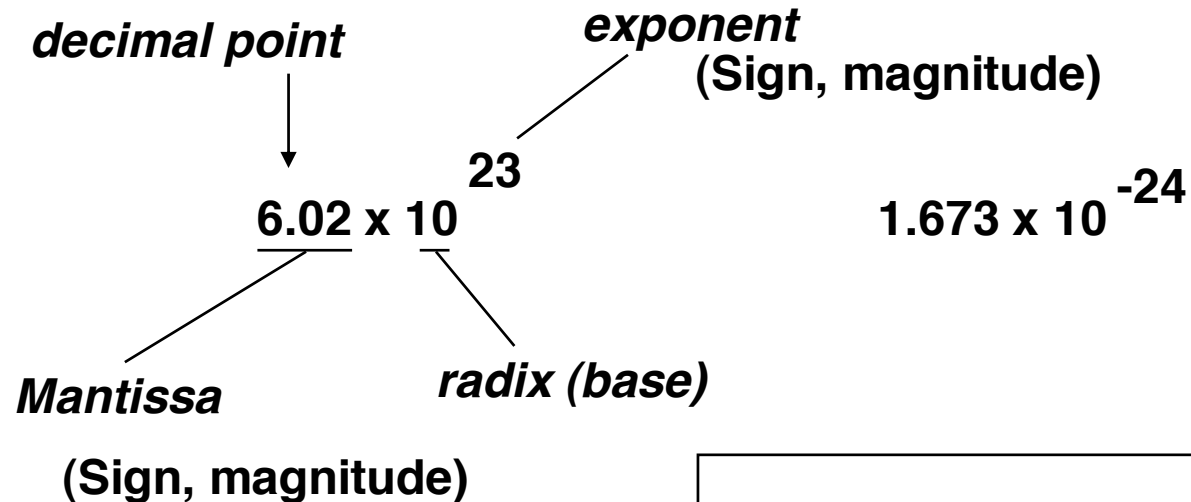 decimal point
exponent
(Sign, magnitude)
23
6.02 x 10
1.673 x 10 -24
Mantissa
radix (base)
(Sign, magnitude)